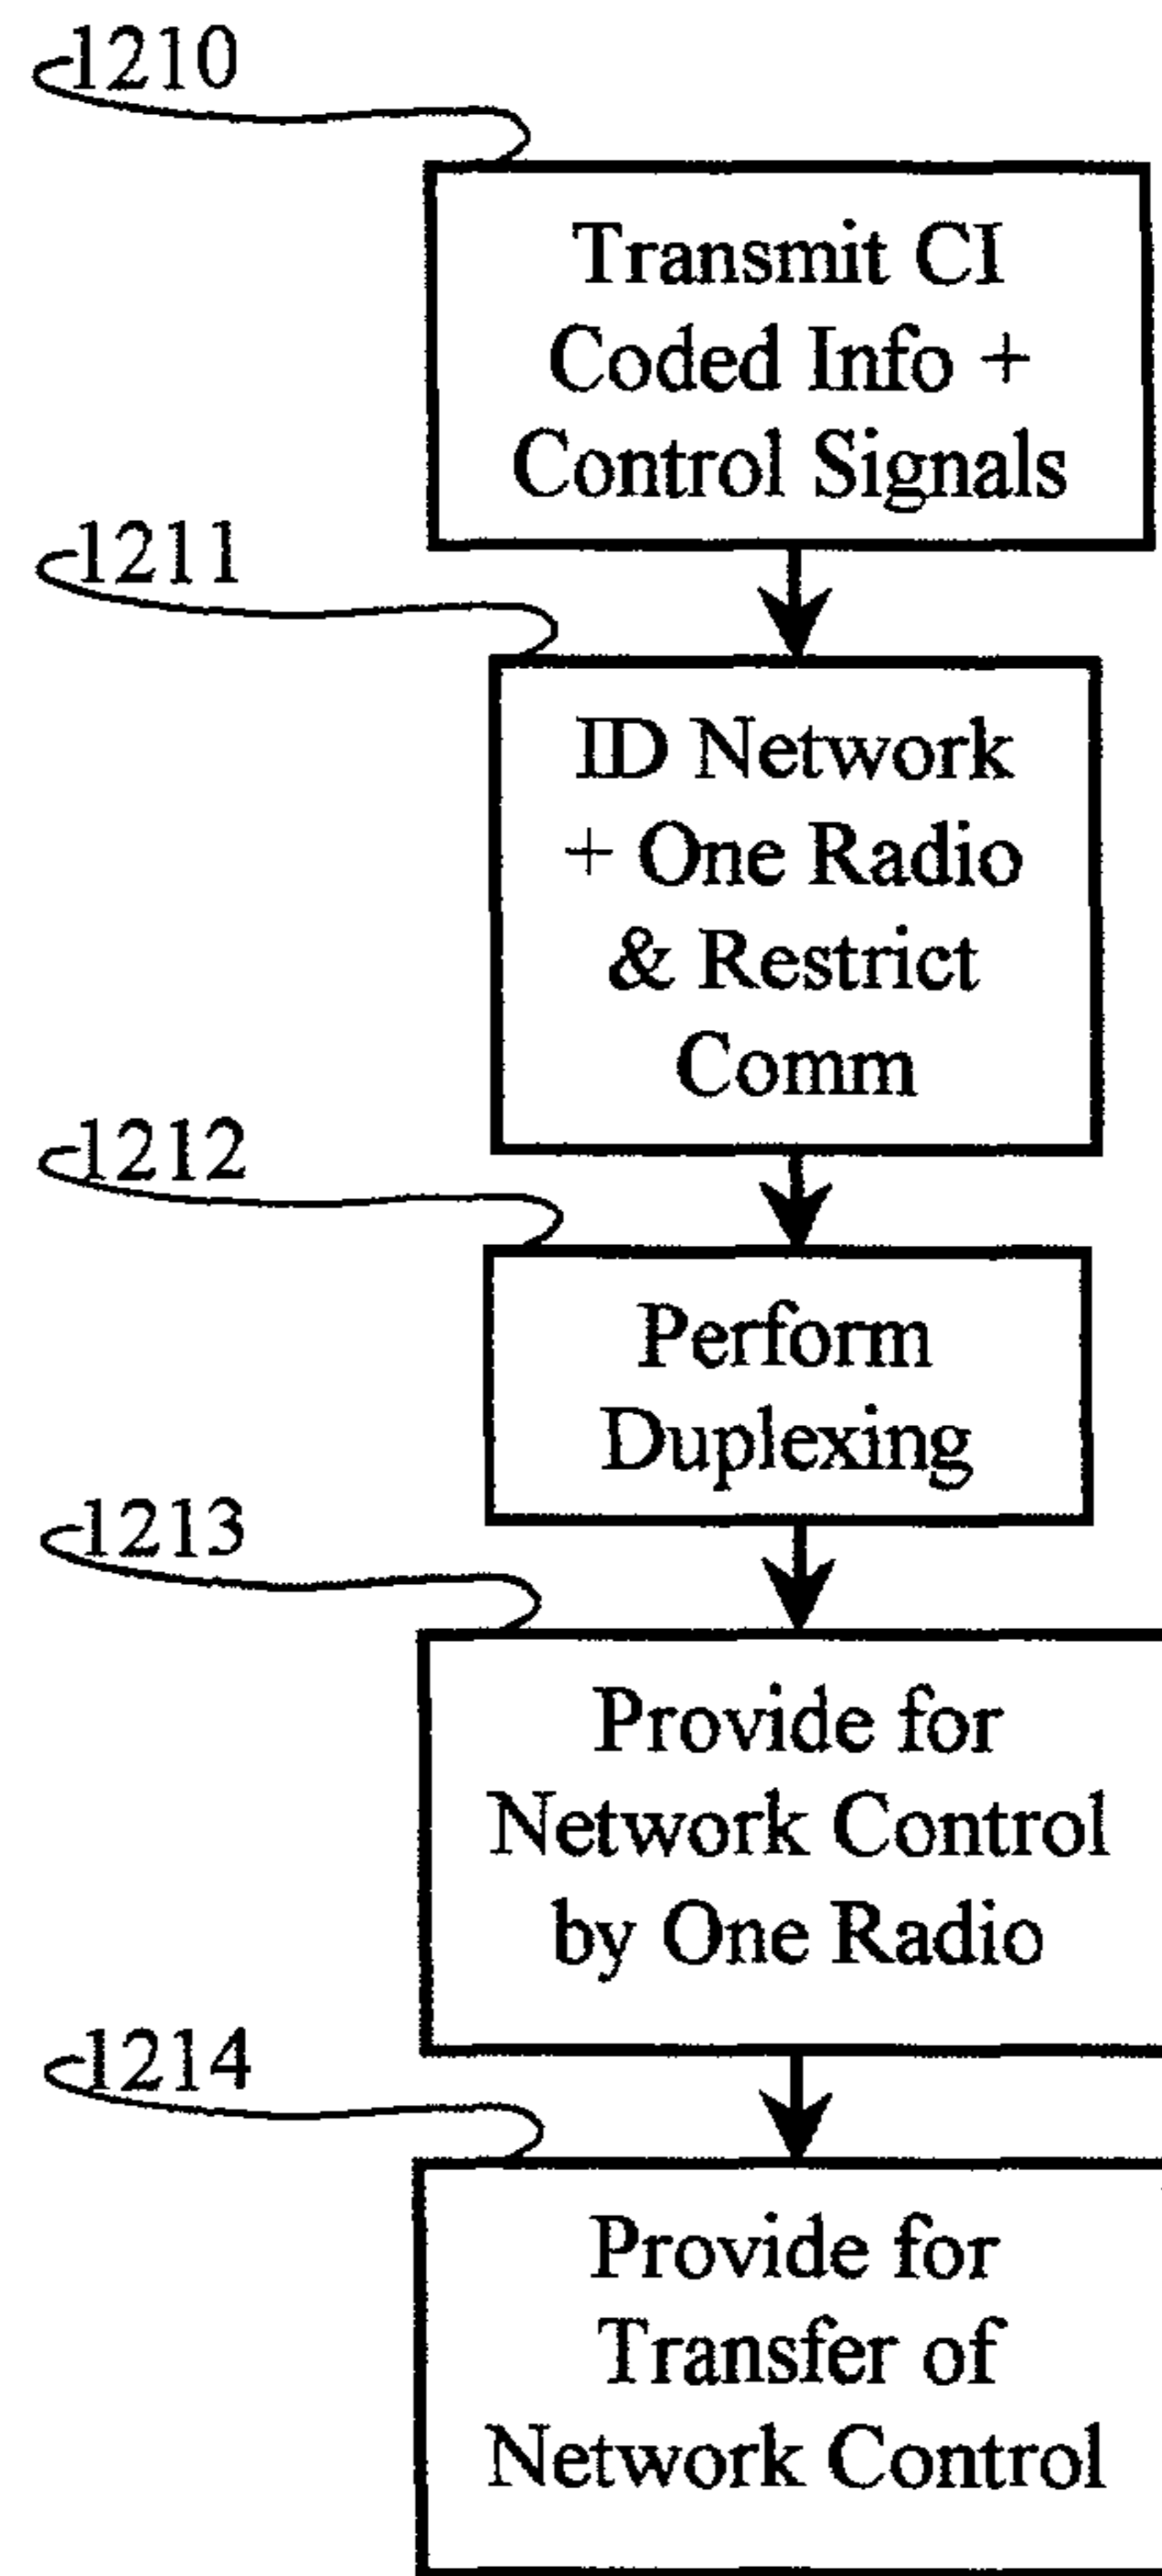 1210
Transmit CI
Coded Info +
Control Signals
1211
ID Network
+ One Radio
& Restrict
Comm
1212
Perform
Duplexing
1213
Provide for
Network Control
by One Radio
1214
Provide for
Transfer of
Network Control